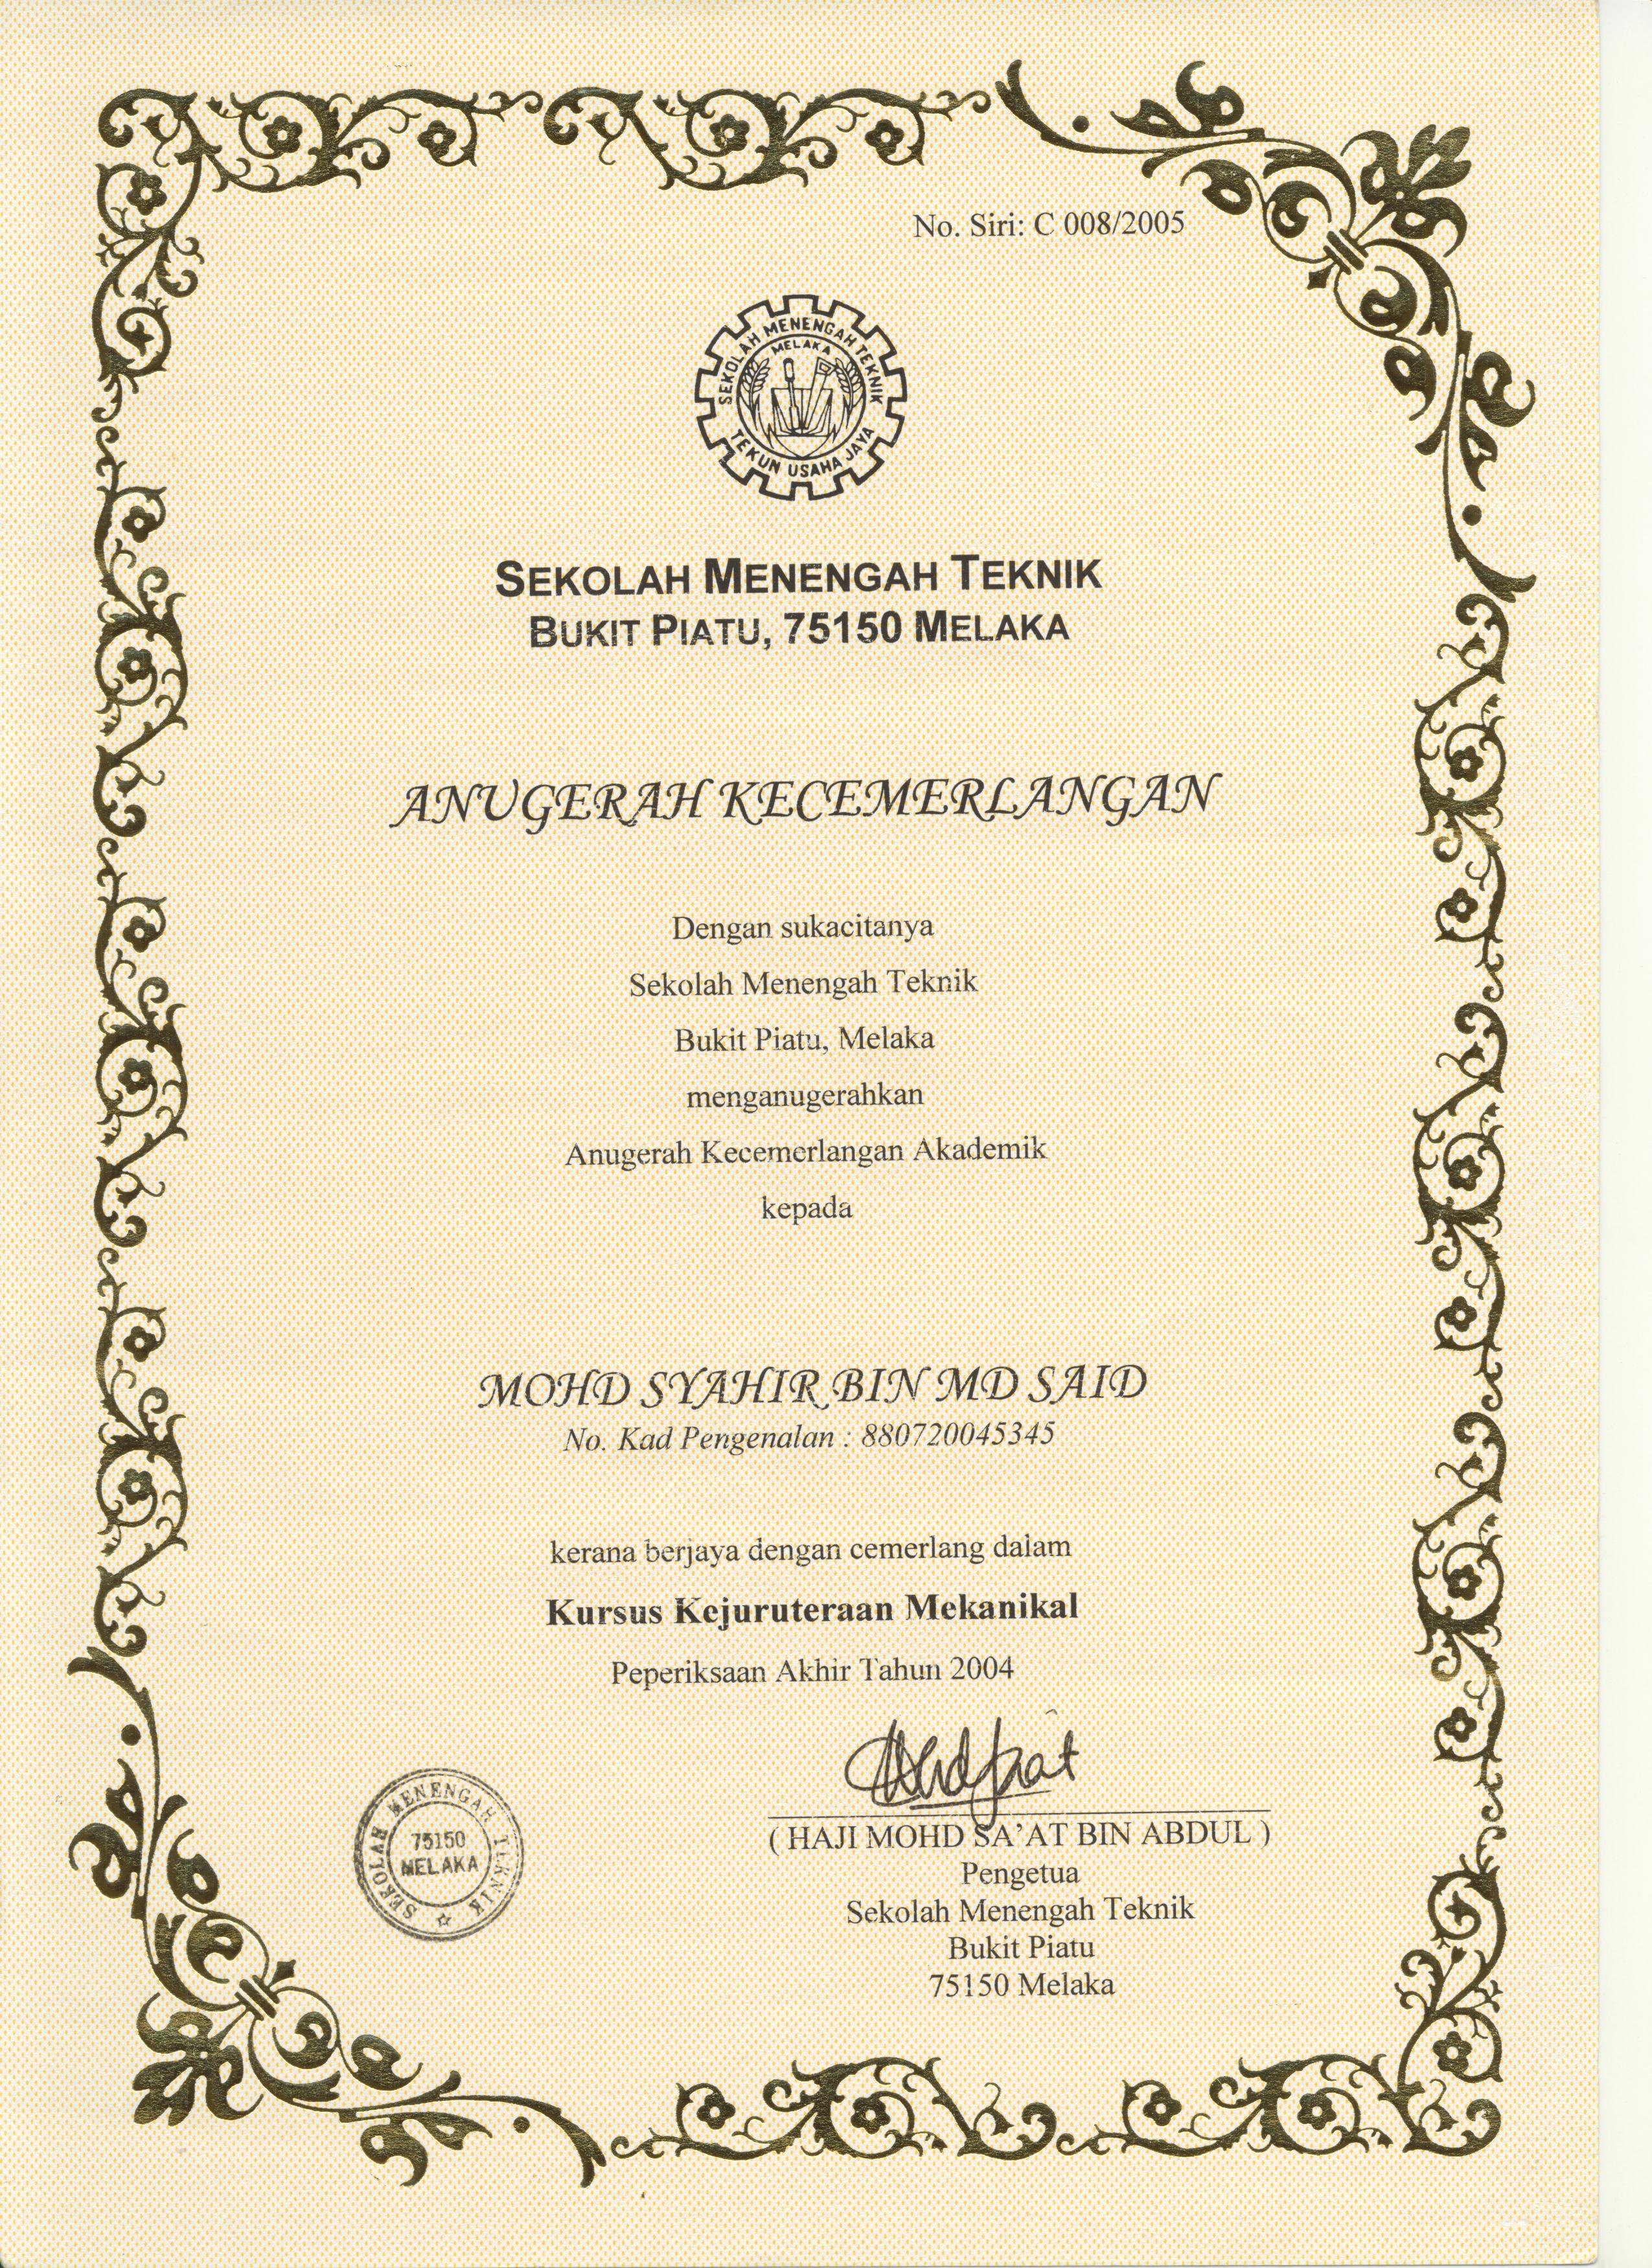 No. Siri: C 008/2005
SEKOLAH MENENGAH TEKNIK
MELAKA
TEKUN USAHA JAYA
SEKOLAH MENENGAH TEKNIK
BUKIT PIATU, 75150 MELAKA
ANUGERAH KECEMERLANGAN
Dengan sukacitanya
Sekolah Menengah Teknik
Bukit Piatu, Melaka
menganugerahkan
Anugerah Kecemerlangan Akademik
kepada
MOHD SYAHIR BIN MD SAID
No. Kad Pengenalan : 880720045345
kerana berjaya dengan cemerlang dalam
Kursus Kejuruteraan Mekanikal
Peperiksaan Akhir Tahun 2004
SEKOLAH MENENGAH TEKNIK
75150
MELAKA
( HAJI MOHD SA'AT BIN ABDUL )
Pengetua
Sekolah Menengah Teknik
Bukit Piatu
75150 Melaka